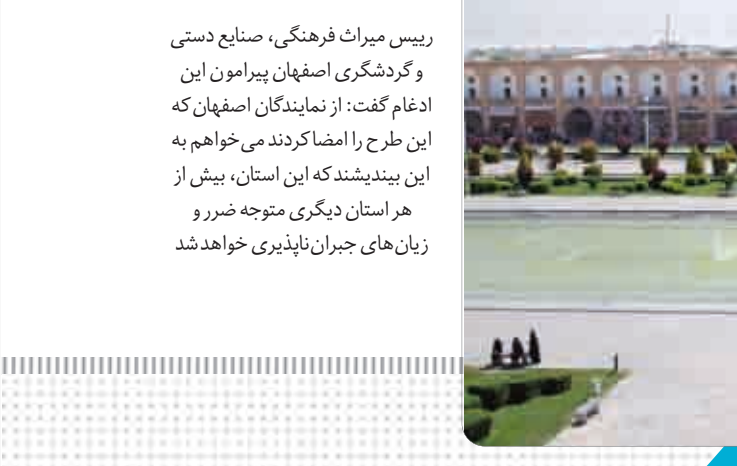 رییس میراث فرهنگی، صنایع دستی
و گردشگری اصفهان پیرامون این
ادغام گفت: از نمایندگان اصفهان که
این طرح را امضا کردند می‌خواهم به
این بیندیشند که این استان، بیش از
هر استان دیگری متوجه ضرر و
زیان‌های جبران‌ناپذیری خواهد شد